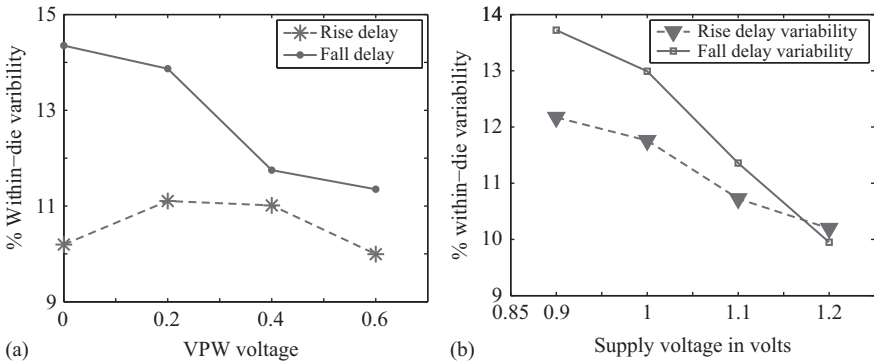 % Within−die varibility
15
13
11
9
0
0.2
0.4
0.6
VPW voltage
Rise delay
Fall delay
(a)
% within−die variability
14
13
12
11
10
9
0.85
0.9
1
1.1
1.2
Supply voltage in volts
Rise delay variability
Fall delay variability
(b)